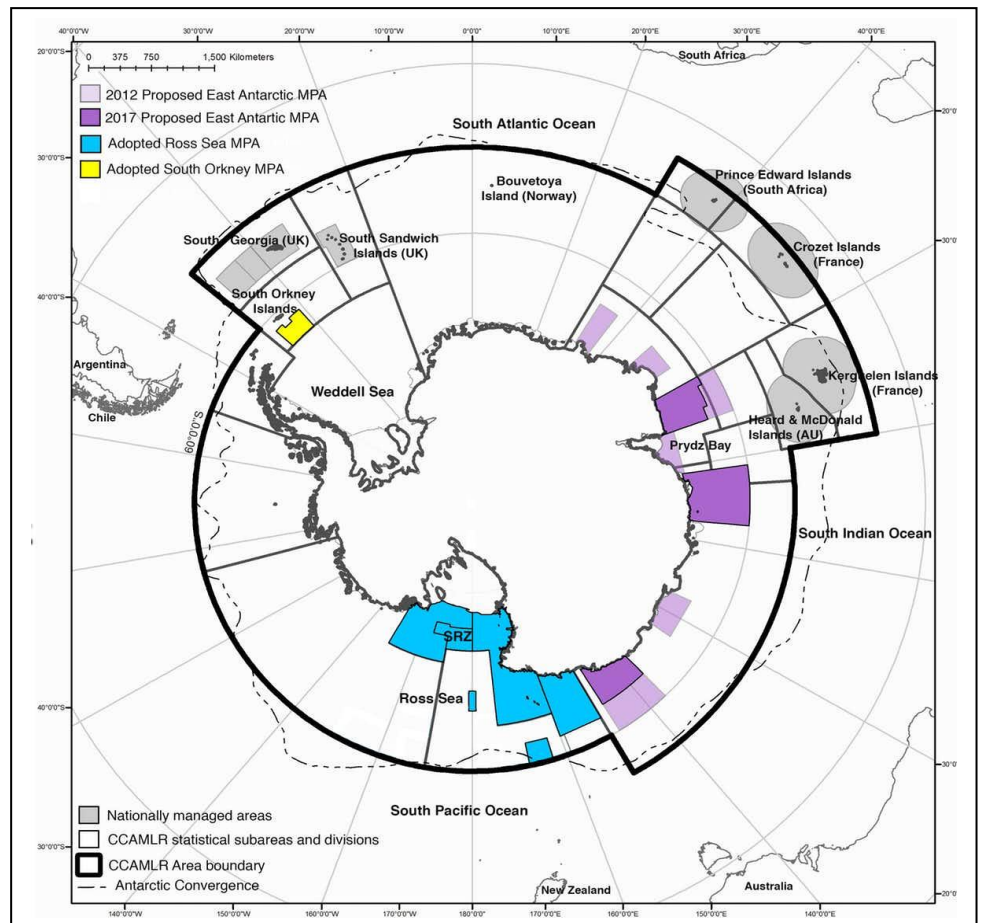 40°0'0"W
30°0'0"W
20°0'0"W
10°0'0"W
0°0'0"
10°0'0"E
20°0'0"E
30°0'0"E
40°0'0"E
20°0'0"S
0 375 750 1,500 Kilometers
South Africa
2012 Proposed East Antarctic MPA
2017 Proposed East Antartic MPA
Adopted Ross Sea MPA
Adopted South Orkney MPA
South Atlantic Ocean
30°0'0"S
Bouvetoya
Island (Norway)
Prince Edward Islands
(South Africa)
South Georgia (UK)
South Sandwich
Islands (UK)
Crozet Islands
(France)
40°0'0"S
South Orkney
Islands
Argentina
Chile
Weddell Sea
Kerguelen Islands
(France)
Heard & McDonald
Islands (AU)
60°0'0"S
Prydz Bay
South Indian Ocean
SRZ
Ross Sea
40°0'0"S
South Pacific Ocean
Nationally managed areas
CCAMLR statistical subareas and divisions
CCAMLR Area boundary
Antarctic Convergence
30°0'0"S
New Zealand
Australia
140°0'0"W
150°0'0"W
160°0'0"W
170°0'0"W
180°0'0"
170°0'0"E
160°0'0"E
150°0'0"E
140°0'0"E